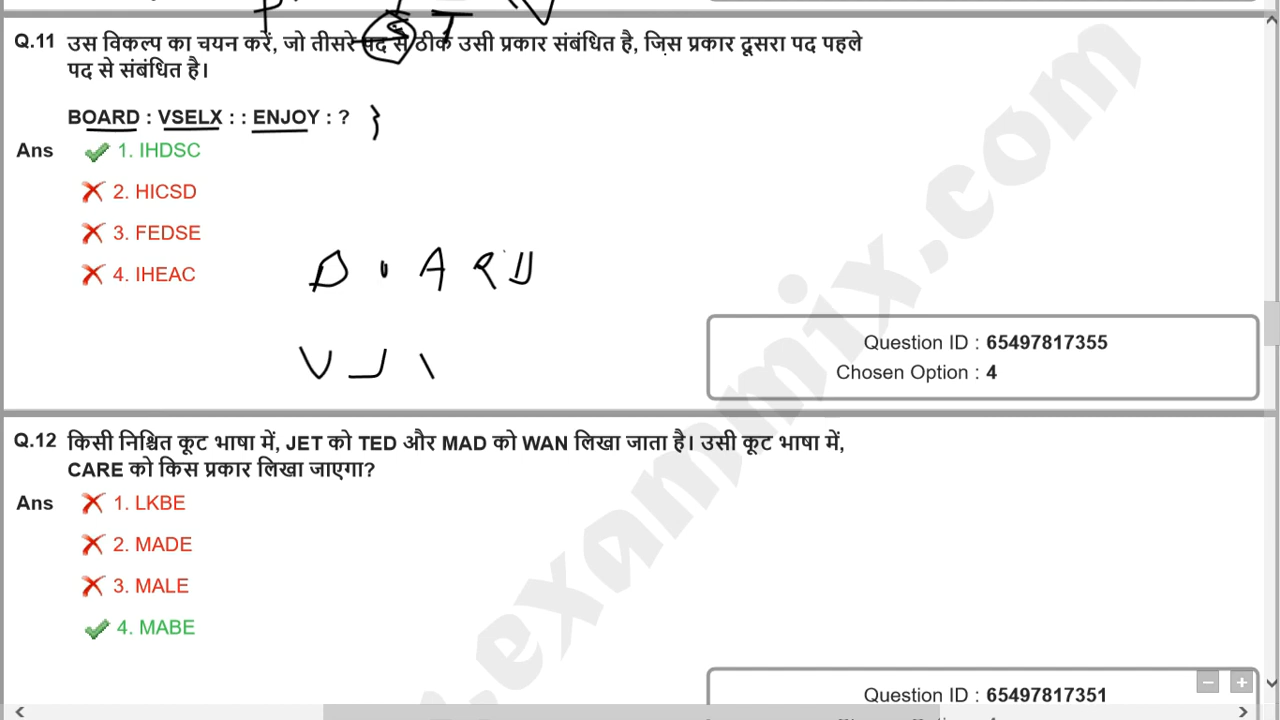 Q.11 उस विकल्प का चयन करें, जो तीसरे पद से ठीक उसी प्रकार संबंधित है, जिस प्रकार दूसरा पद पहले
पद से संबंधित है।
BOARD : VSELX : : ENJOY : ?
Ans 1. IHDSC
2. HICSD
3. FEDSE
4. IHEAC
Question ID : 65497817355
Chosen Option : 4
Q.12 किसी निश्चित कूट भाषा में, JET को TED और MAD को WAN लिखा जाता है। उसी कूट भाषा में,
CARE को किस प्रकार लिखा जाएगा?
Ans 1. LKBE
2. MADE
3. MALE
4. MABE
Question ID : 65497817351
.exammix.com